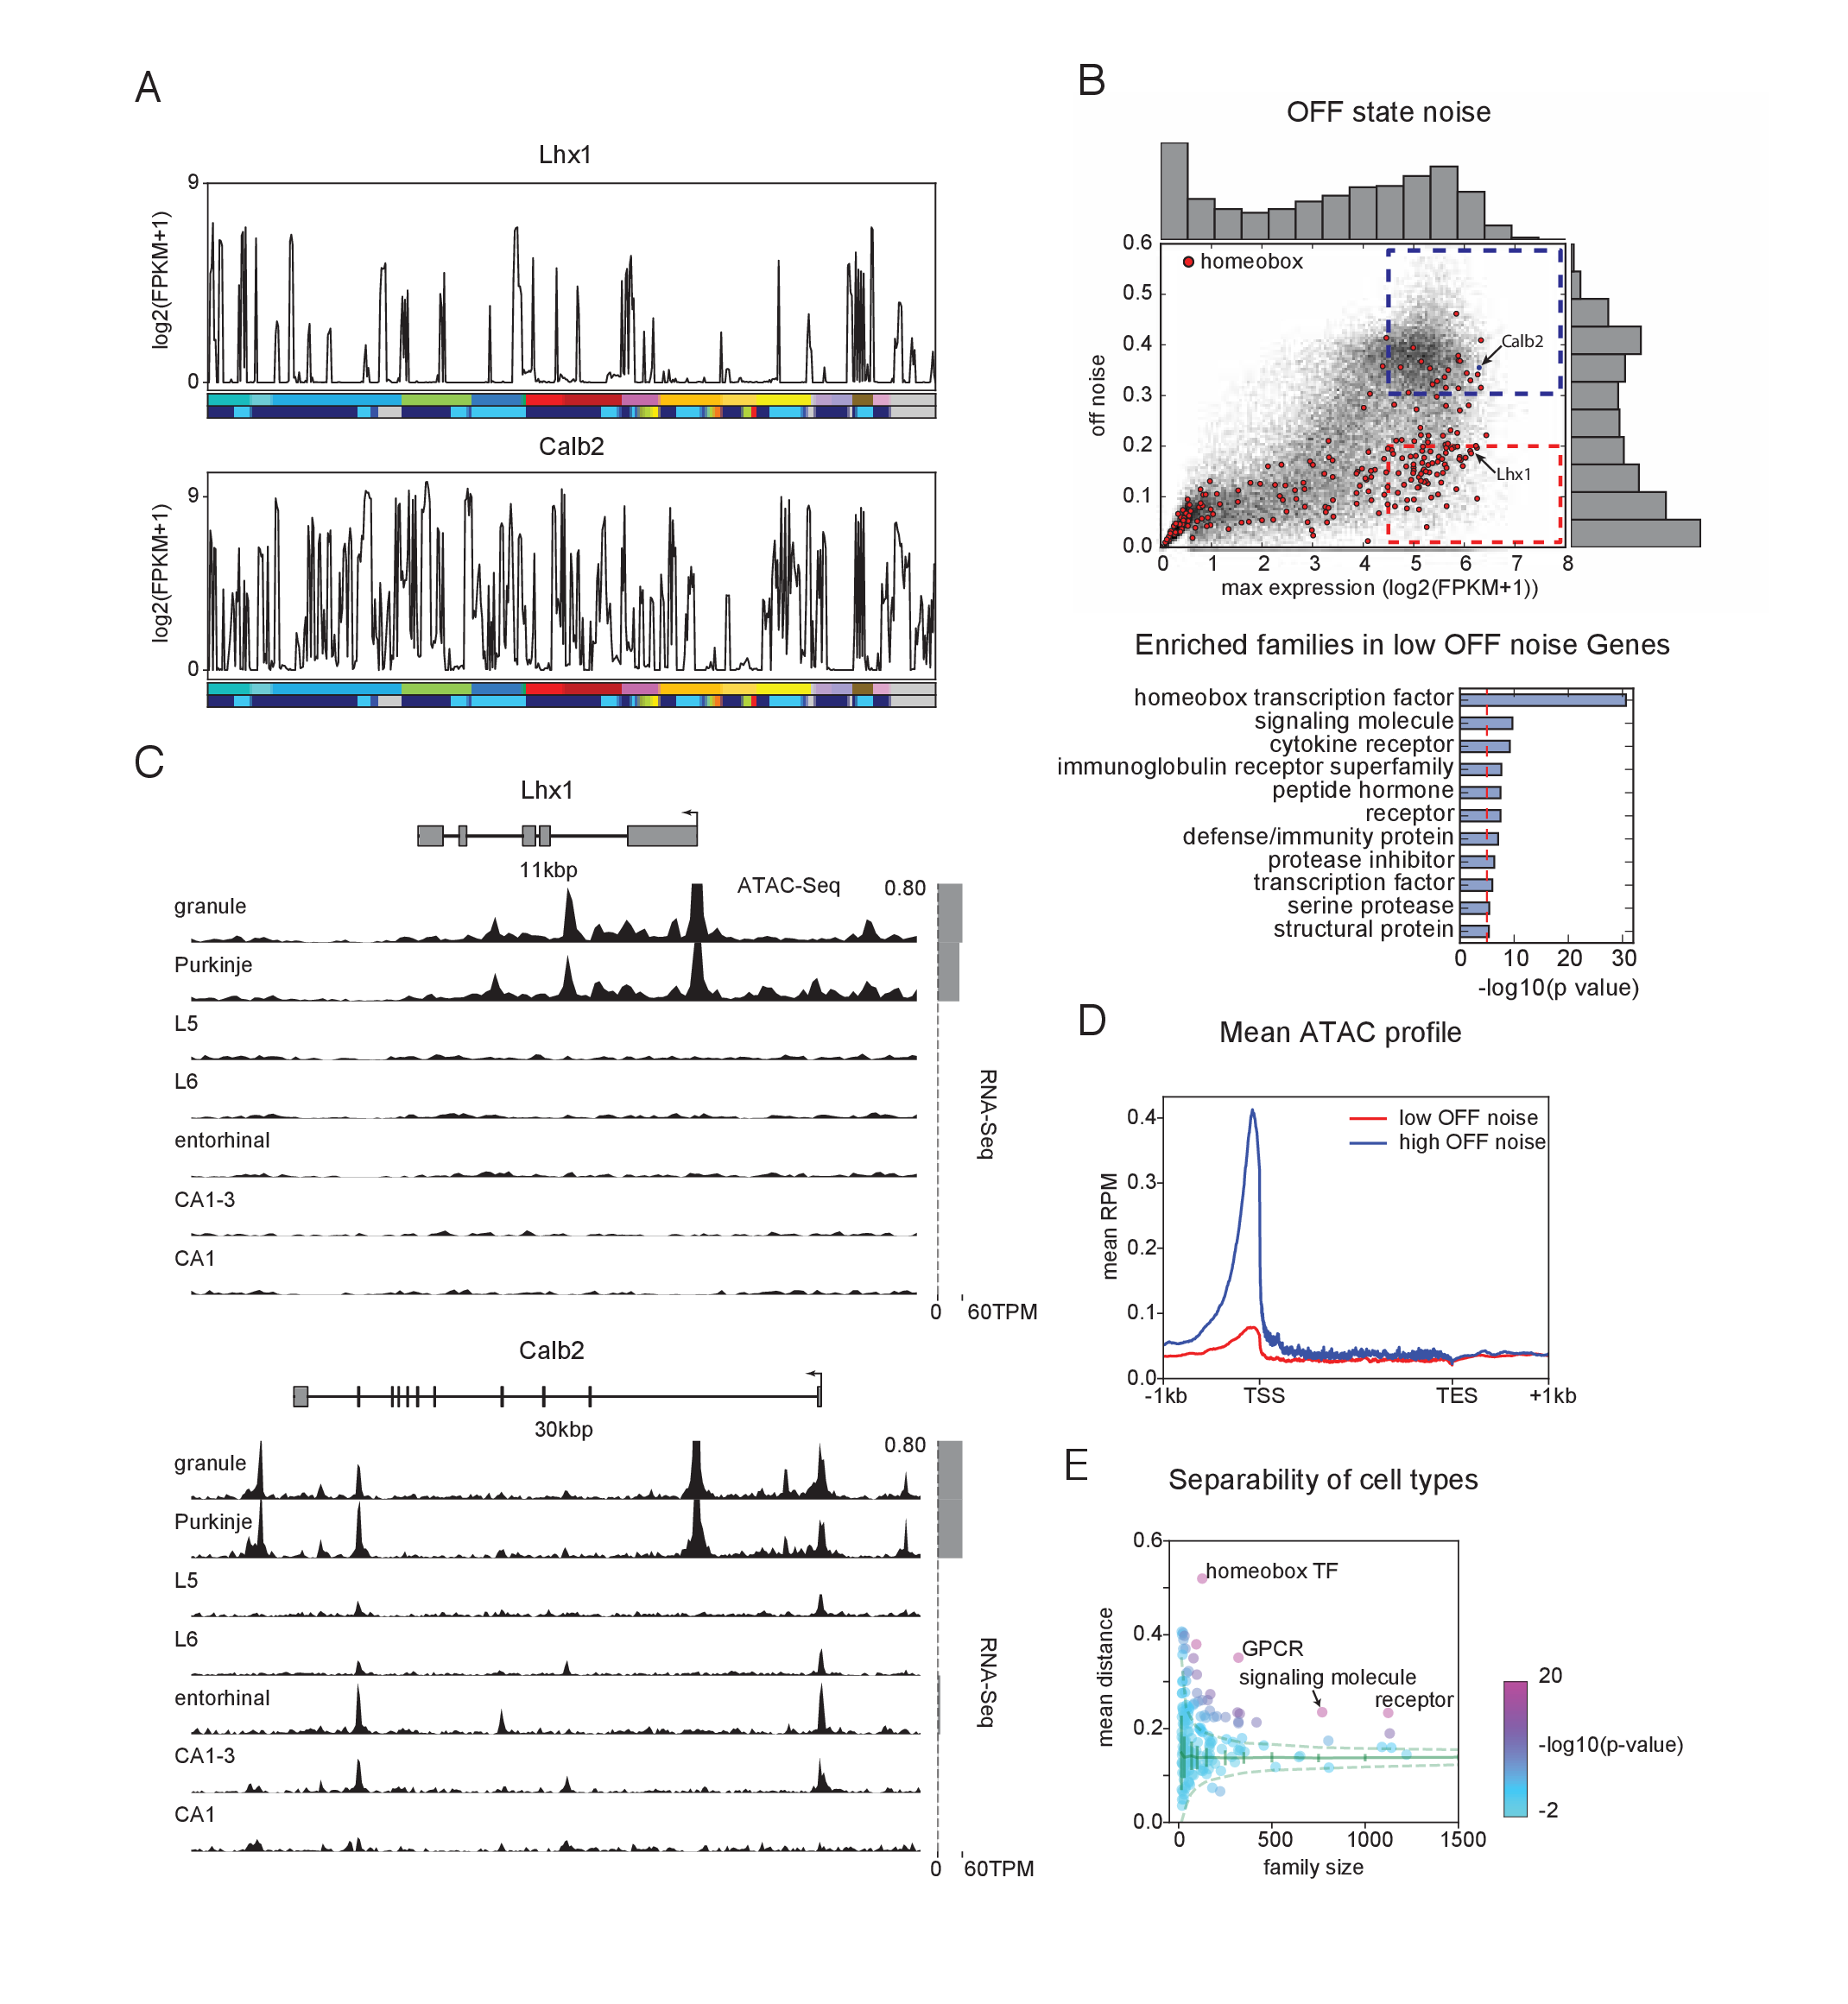 A
Lhx1
9
log2(FPKM+1)
0
Calb2
9
log2(FPKM+1)
0
B
OFF state noise
homeobox
0.6
0.5
0.4
0.3
0.2
0.1
0.0
off noise
Calb2
Lhx1
0 1 2 3 4 5 6 7 8
max expression (log2(FPKM+1))
Enriched families in low OFF noise Genes
homeobox transcription factor
signaling molecule
cytokine receptor
immunoglobulin receptor superfamily
peptide hormone
receptor
defense/immunity protein
protease inhibitor
transcription factor
serine protease
structural protein
0 10 20 30
-log10(p value)
C
Lhx1
11kbp
ATAC-Seq 0.80
granule
Purkinje
L5
L6
entorhinal
CA1-3
CA1
RNA-Seq
0 60TPM
Calb2
30kbp
0.80
granule
Purkinje
L5
L6
entorhinal
CA1-3
CA1
RNA-Seq
0 60TPM
D
Mean ATAC profile
low OFF noise
high OFF noise
0.4
0.3
0.2
0.1
0.0
mean RPM
-1kb TSS TES +1kb
E
Separability of cell types
0.6
0.4
0.2
0.0
mean distance
homeobox TF
GPCR
signaling molecule
receptor
0 500 1000 1500
family size
20
-log10(p-value)
-2